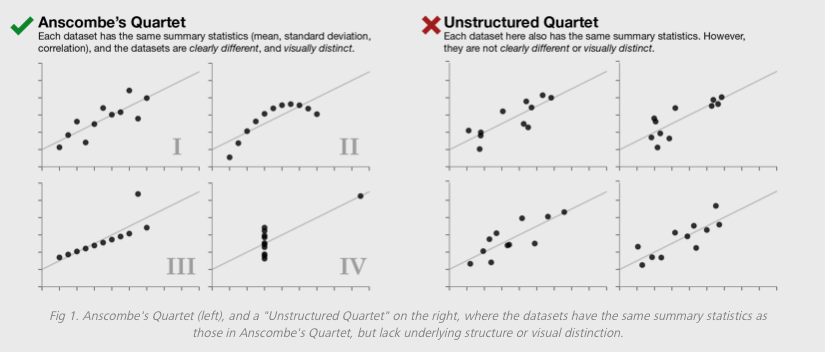 Anscombe's Quartet
Each dataset has the same summary statistics (mean, standard deviation,
correlation), and the datasets are clearly different, and visually distinct.
I
II
III
IV
Unstructured Quartet
Each dataset here also has the same summary statistics. However,
they are not clearly different or visually distinct.
Fig 1. Anscombe's Quartet (left), and a "Unstructured Quartet" on the right, where the datasets have the same summary statistics as
those in Anscombe's Quartet, but lack underlying structure or visual distinction.